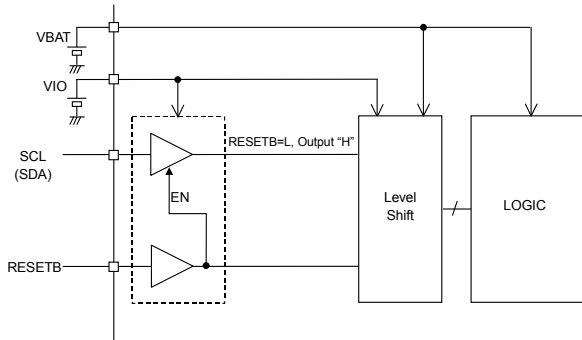 VBAT
VIO
SCL
(SDA)
RESETB=L, Output “H”
EN
Level
Shift
LOGIC
RESETB